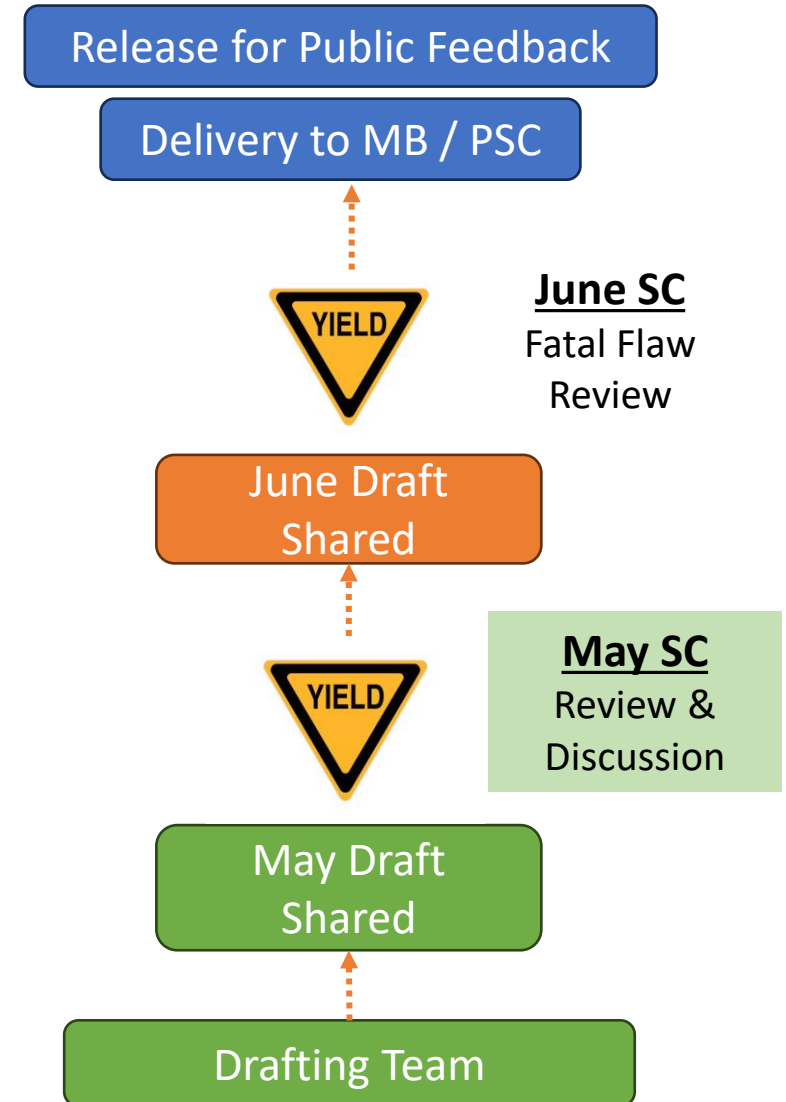 Release for Public Feedback
Delivery to MB / PSC
YIELD
June SC
Fatal Flaw
Review
June Draft
Shared
YIELD
May SC
Review &
Discussion
May Draft
Shared
Drafting Team